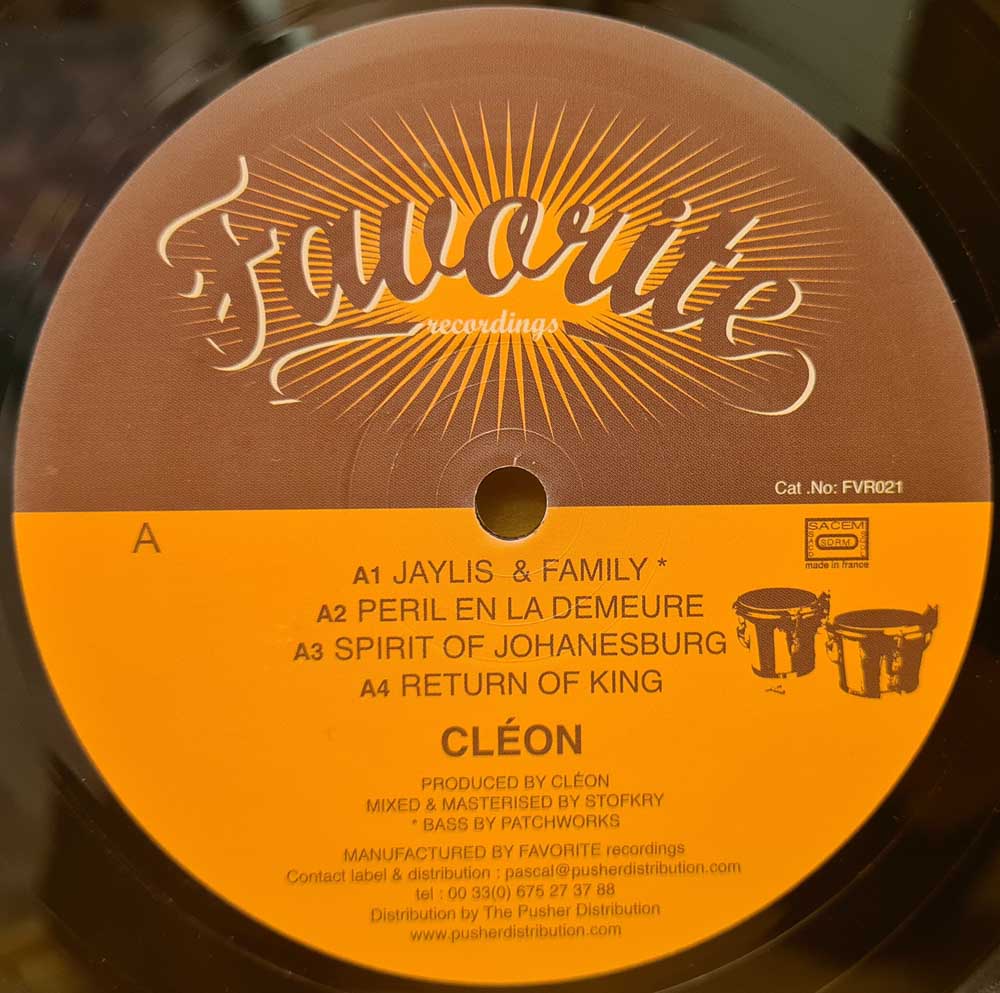 Favorite
recordings
Cat .No: FVR021
A
SACEM
SDRM
made in france
A1 JAYLIS & FAMILY *
A2 PERIL EN LA DEMEURE
A3 SPIRIT OF JOHANESBURG
A4 RETURN OF KING
CLÉON
PRODUCED BY CLÉON
MIXED & MASTERISED BY STOFKRY
* BASS BY PATCHWORKS
MANUFACTURED BY FAVORITE recordings
Contact label & distribution : pascal@pusherdistribution.com
tel : 00 33(0) 675 27 37 88
Distribution by The Pusher Distribution
www.pusherdistribution.com